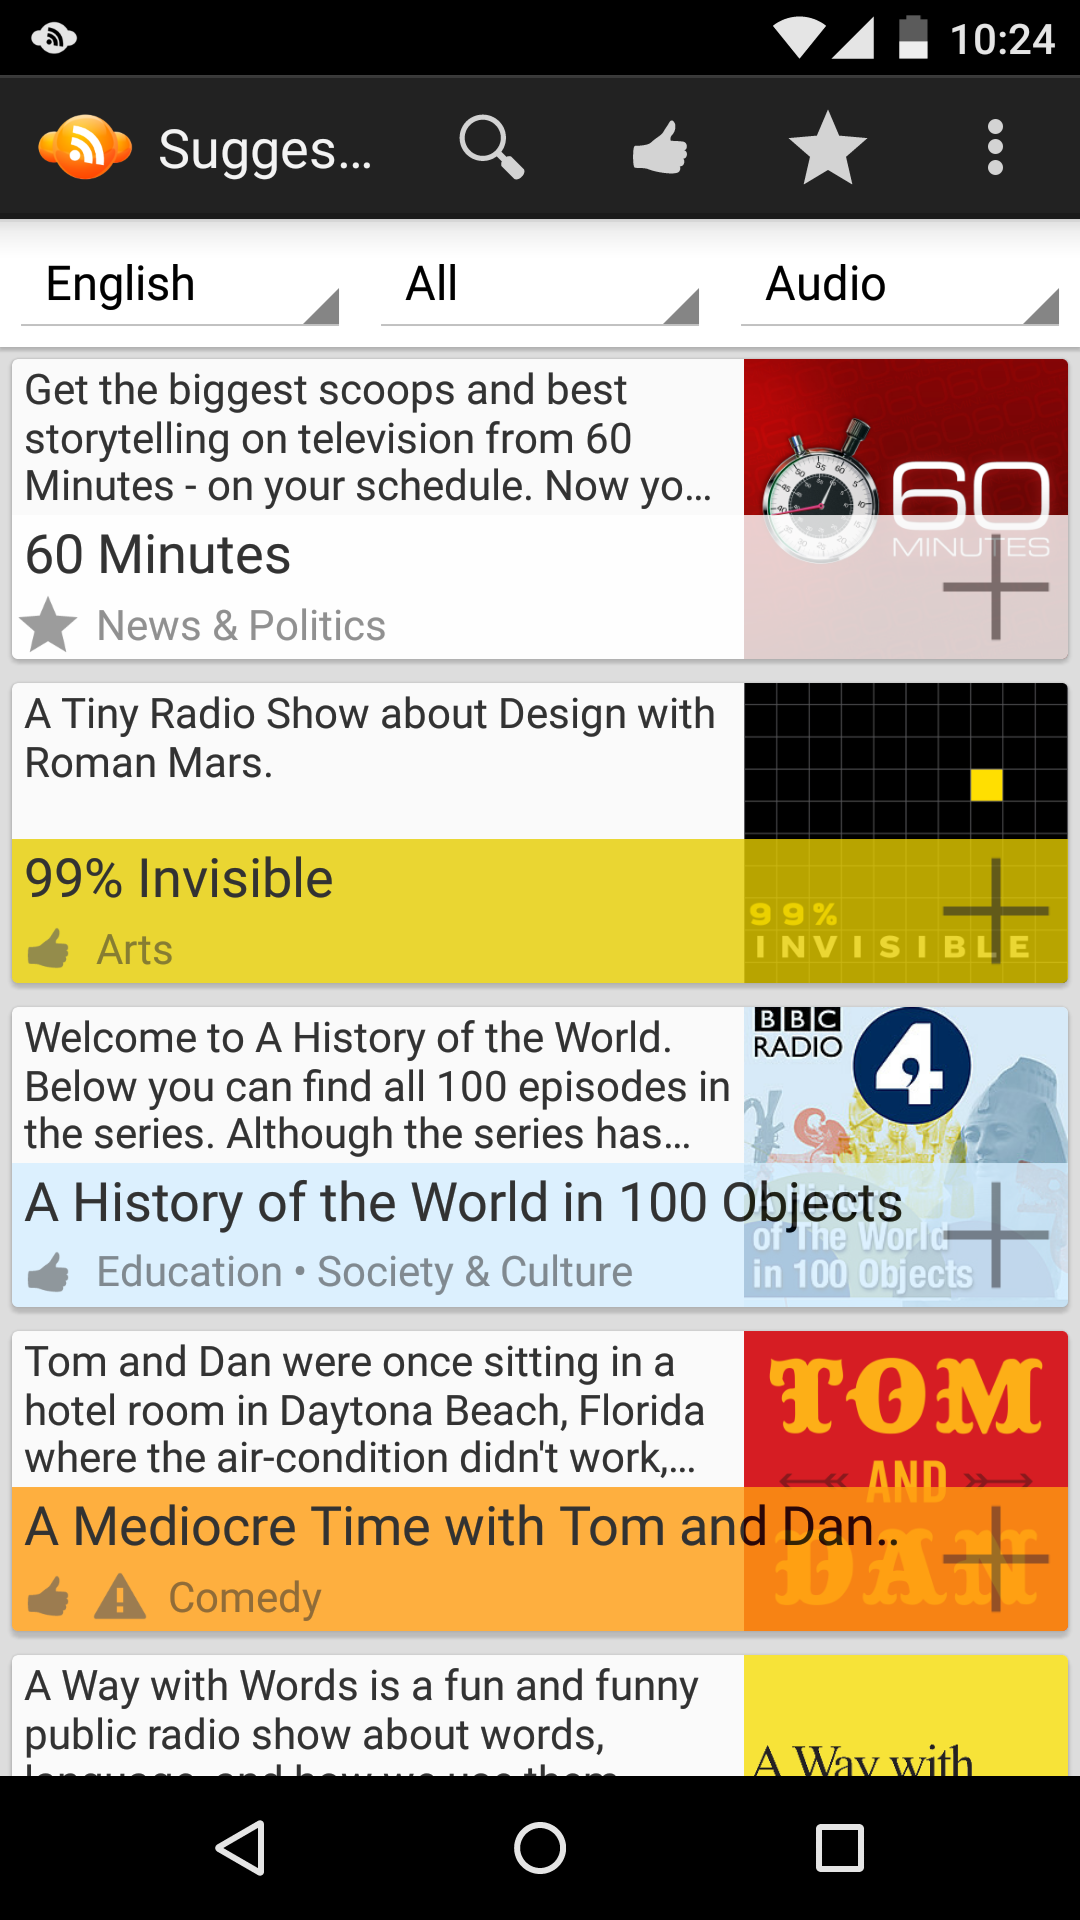 10:24
Sugges...
English
All
Audio
Get the biggest scoops and best
storytelling on television from 60
Minutes - on your schedule. Now yo...
60
MINUTES
60 Minutes
News & Politics
A Tiny Radio Show about Design with
Roman Mars.
99% Invisible
99%
INVISIBLE
Arts
Welcome to A History of the World.
Below you can find all 100 episodes in
the series. Although the series has...
BBC
RADIO
4
A History of the World in 100 Objects
of The World
in 100 Objects
Education • Society & Culture
Tom and Dan were once sitting in a
hotel room in Daytona Beach, Florida
where the air-condition didn't work,...
TOM
AND
DAN
A Mediocre Time with Tom and Dan..
Comedy
A Way with Words is a fun and funny
public radio show about words,
language, and how we use them
A Way with